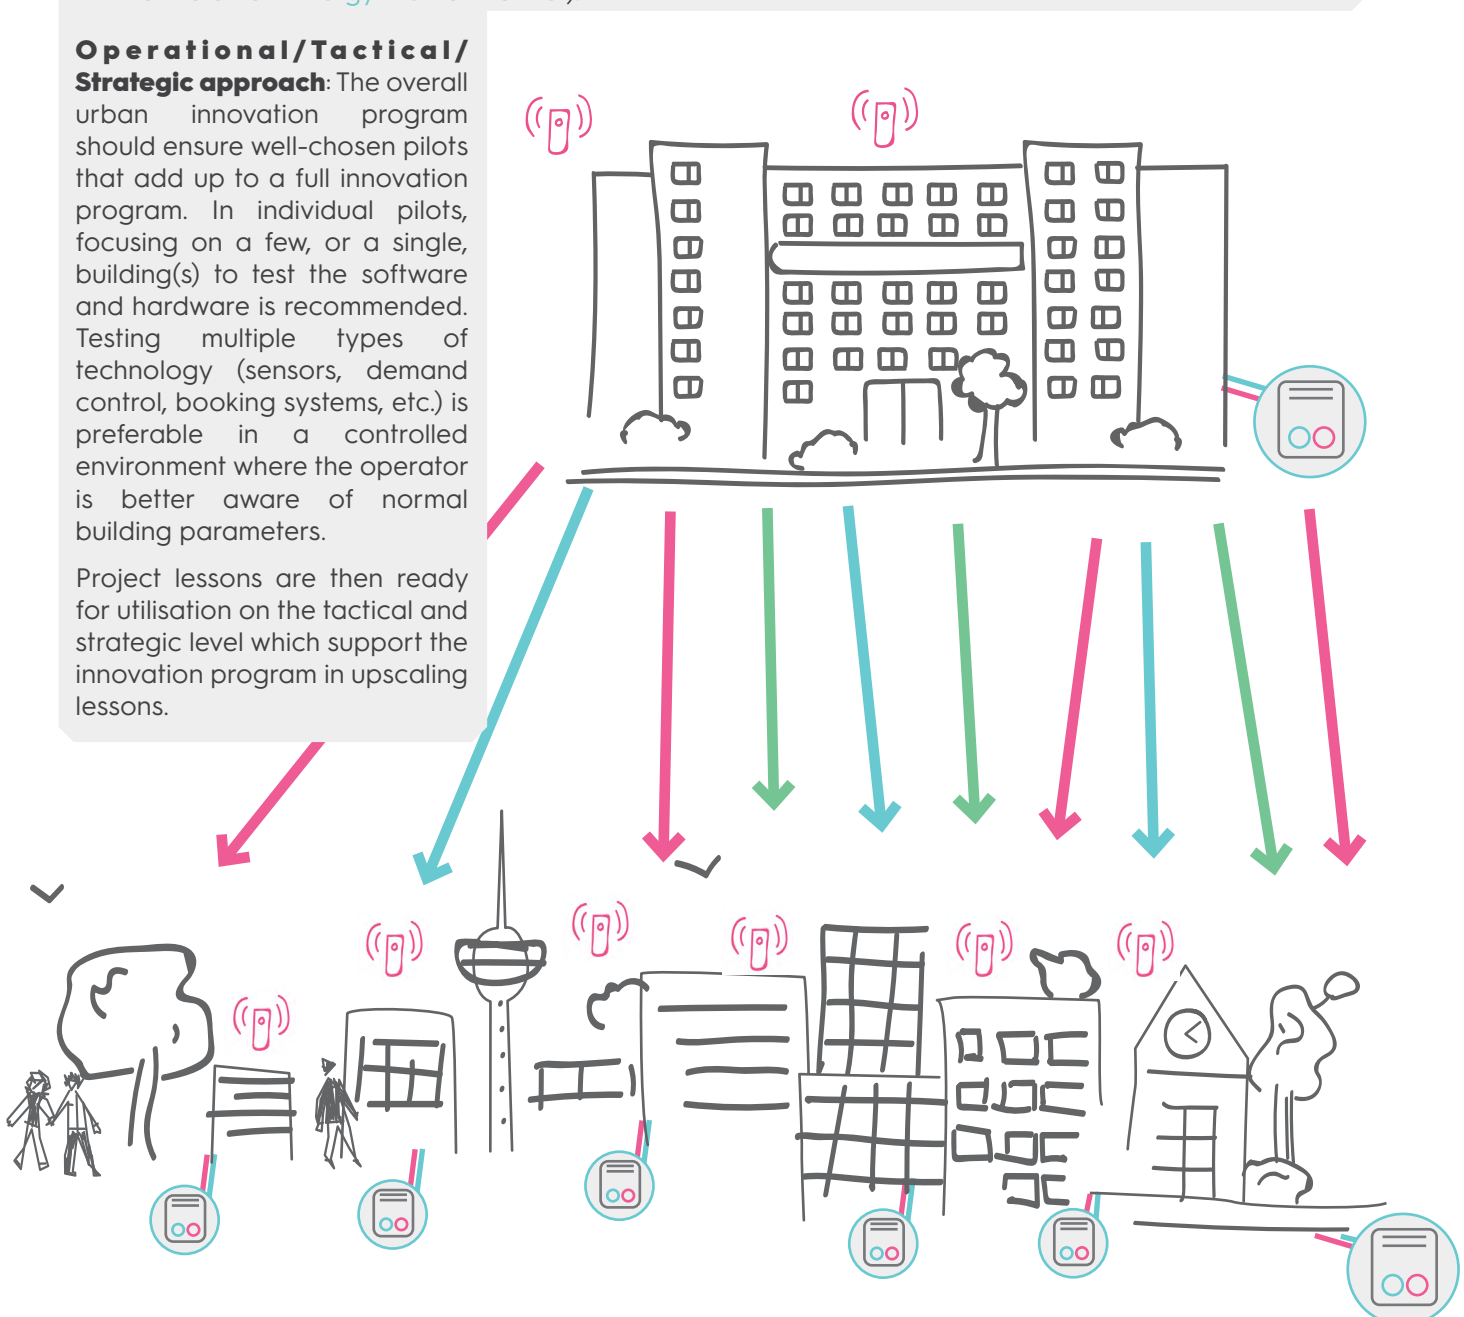 Operational/Tactical/
Strategic approach: The overall
urban innovation program
should ensure well-chosen pilots
that add up to a full innovation
program. In individual pilots,
focusing on a few, or a single,
building(s) to test the software
and hardware is recommended.
Testing multiple types of
technology (sensors, demand
control, booking systems, etc.) is
preferable in a controlled
environment where the operator
is better aware of normal
building parameters.
Project lessons are then ready
for utilisation on the tactical and
strategic level which support the
innovation program in upscaling
lessons.